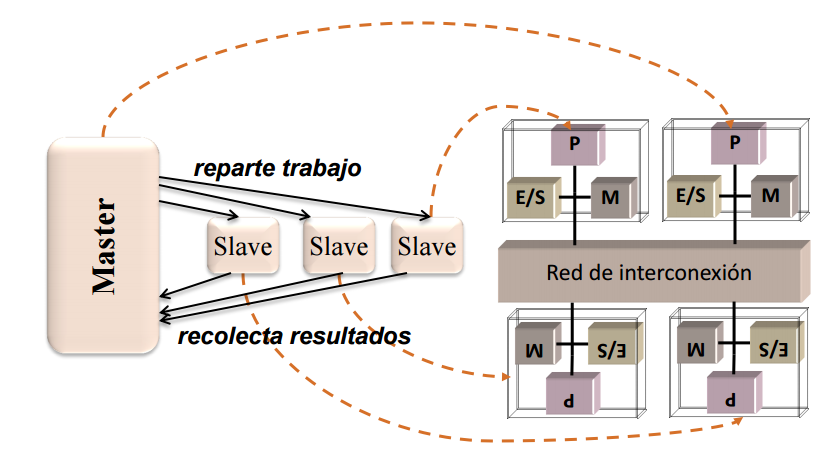 Master
reparte trabajo
Slave
Slave
Slave
recolecta resultados
P
E/S
M
P
E/S
M
Red de interconexión
M
E/S
P
M
E/S
P